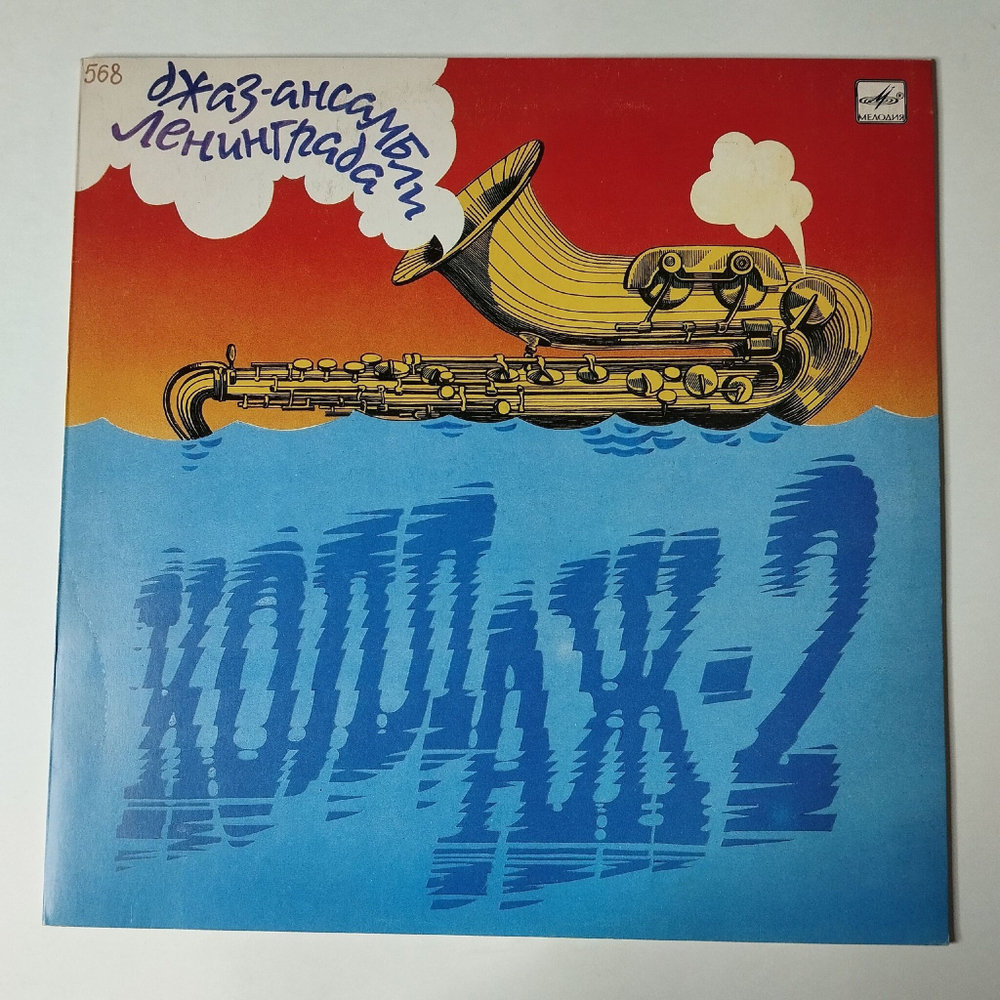 568
джаз-ансамбли
Ленинграда
МЕЛОДИЯ
КОЛЛАЖ-2